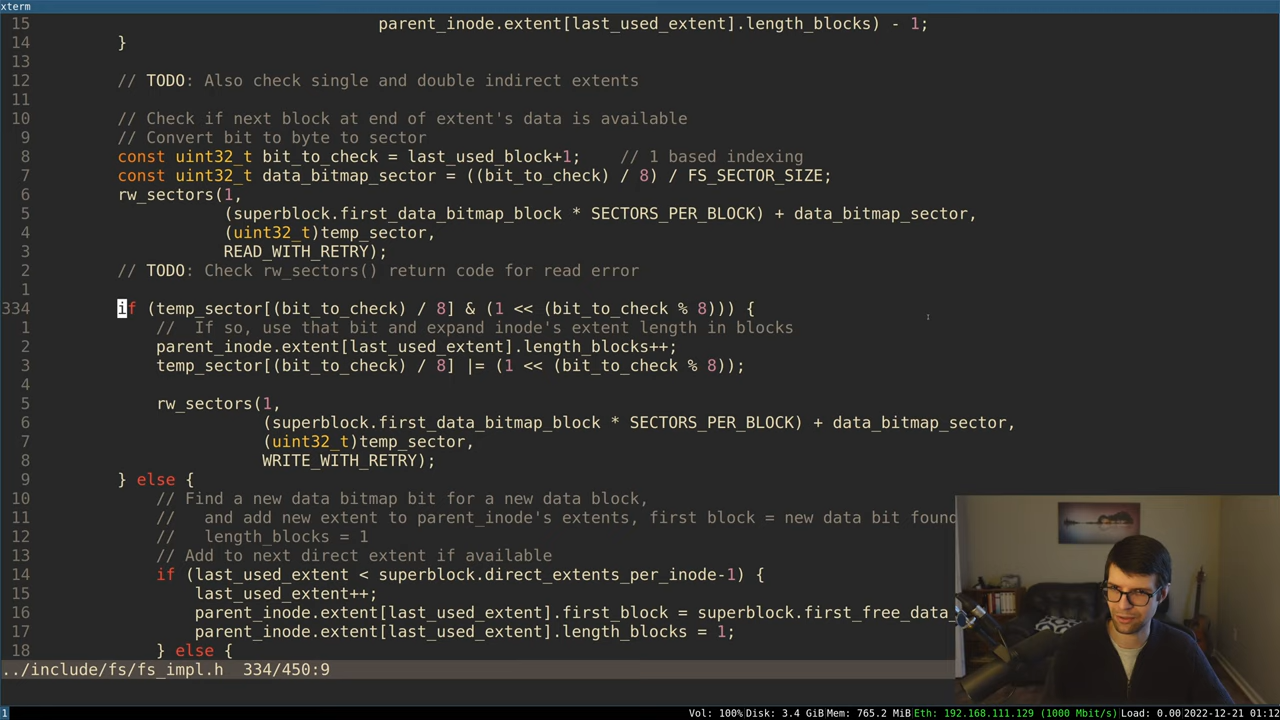 xterm
15 parent_inode.extent[last_used_extent].length_blocks) - 1;
14 }
13
12 // TODO: Also check single and double indirect extents
11
10 // Check if next block at end of extent's data is available
9 // Convert bit to byte to sector
8 const uint32_t bit_to_check = last_used_block+1; // 1 based indexing
7 const uint32_t data_bitmap_sector = ((bit_to_check) / 8) / FS_SECTOR_SIZE;
6 rw_sectors(1,
5 (superblock.first_data_bitmap_block * SECTORS_PER_BLOCK) + data_bitmap_sector,
4 (uint32_t)temp_sector,
3 READ_WITH_RETRY);
2 // TODO: Check rw_sectors() return code for read error
1
334 if (temp_sector[(bit_to_check) / 8] & (1 << (bit_to_check % 8))) {
1 // If so, use that bit and expand inode's extent length in blocks
2 parent_inode.extent[last_used_extent].length_blocks++;
3 temp_sector[(bit_to_check) / 8] |= (1 << (bit_to_check % 8));
4
5 rw_sectors(1,
6 (superblock.first_data_bitmap_block * SECTORS_PER_BLOCK) + data_bitmap_sector,
7 (uint32_t)temp_sector,
8 WRITE_WITH_RETRY);
9 } else {
10 // Find a new data bitmap bit for a new data block,
11 // and add new extent to parent_inode's extents, first block = new data bit found
12 // length_blocks = 1
13 // Add to next direct extent if available
14 if (last_used_extent < superblock.direct_extents_per_inode-1) {
15 last_used_extent++;
16 parent_inode.extent[last_used_extent].first_block = superblock.first_free_data_
17 parent_inode.extent[last_used_extent].length_blocks = 1;
18 } else {
../include/fs/fs_impl.h 334/450:9
1 Vol: 100% Disk: 3.4 GiB Mem: 765.2 MiB Eth: 192.168.111.129 (1000 Mbit/s) Load: 0.00 2022-12-21 01:12